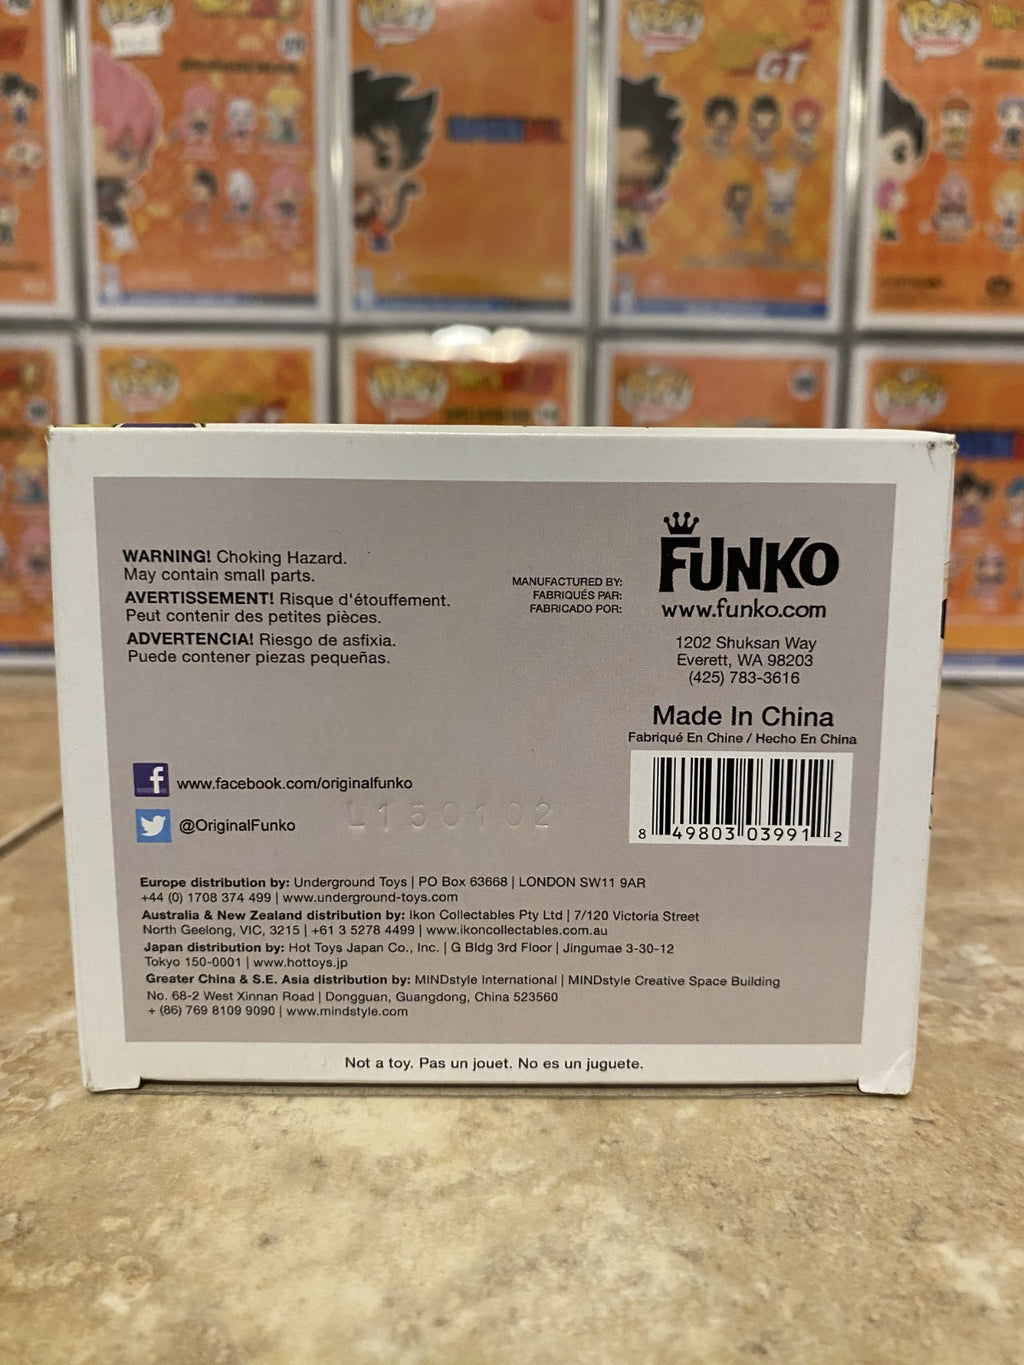 POP!
POP!
POP!
GT
POP!
WARNING! Choking Hazard.
May contain small parts.
AVERTISSEMENT! Risque d'étouffement.
Peut contenir des petites pièces.
ADVERTENCIA! Riesgo de asfixia.
Puede contener piezas pequeñas.
MANUFACTURED BY:
FABRIQUÉS PAR:
FABRICADO POR:
FUNKO
www.funko.com
1202 Shuksan Way
Everett, WA 98203
(425) 783-3616
Made In China
Fabriqué En Chine / Hecho En China
8 49803 03991 2
f www.facebook.com/originalfunko
@OriginalFunko
L150102
Europe distribution by: Underground Toys | PO Box 63668 | LONDON SW11 9AR
+44 (0) 1708 374 499 | www.underground-toys.com
Australia & New Zealand distribution by: Ikon Collectables Pty Ltd | 7/120 Victoria Street
North Geelong, VIC, 3215 | +61 3 5278 4499 | www.ikoncollectables.com.au
Japan distribution by: Hot Toys Japan Co., Inc. | G Bldg 3rd Floor | Jingumae 3-30-12
Tokyo 150-0001 | www.hottoys.jp
Greater China & S.E. Asia distribution by: MINDstyle International | MINDstyle Creative Space Building
No. 68-2 West Xinnan Road | Dongguan, Guangdong, China 523560
+ (86) 769 8109 9090 | www.mindstyle.com
Not a toy. Pas un jouet. No es un juguete.